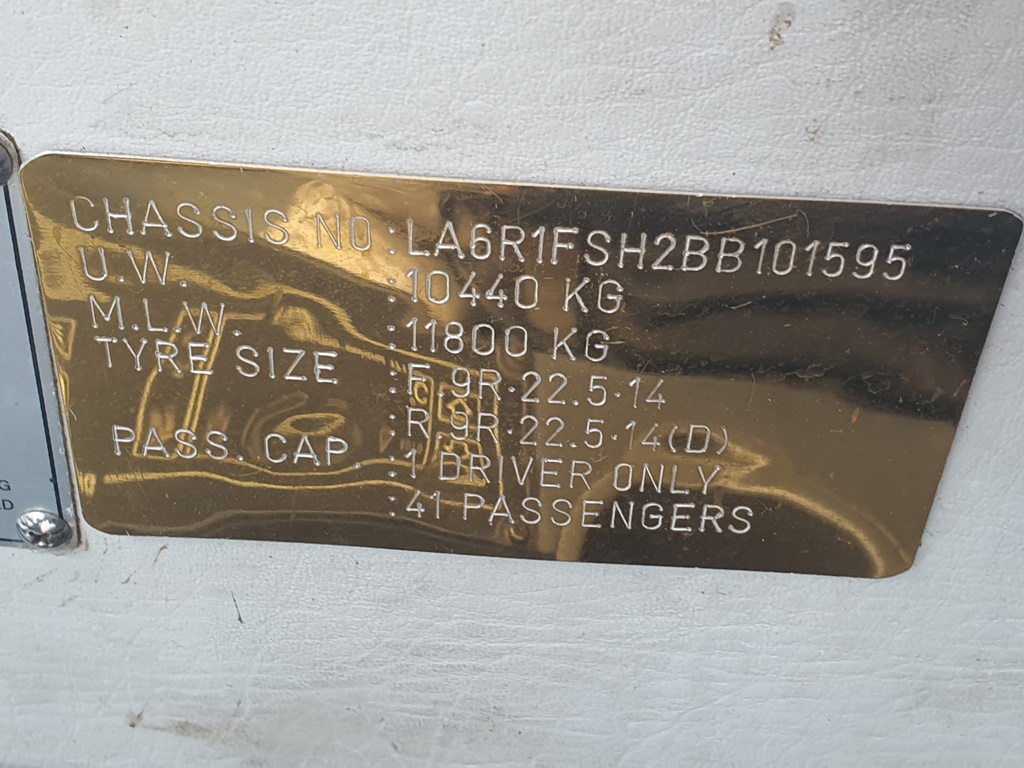 CHASSIS NO : LA6R1FSH2BB101595
U.W. : 10440 KG
M.L.W. : 11800 KG
TYRE SIZE : F.9R·22.5·14
: R.9R·22.5·14(D)
PASS. CAP. : 1 DRIVER ONLY
: 41 PASSENGERS